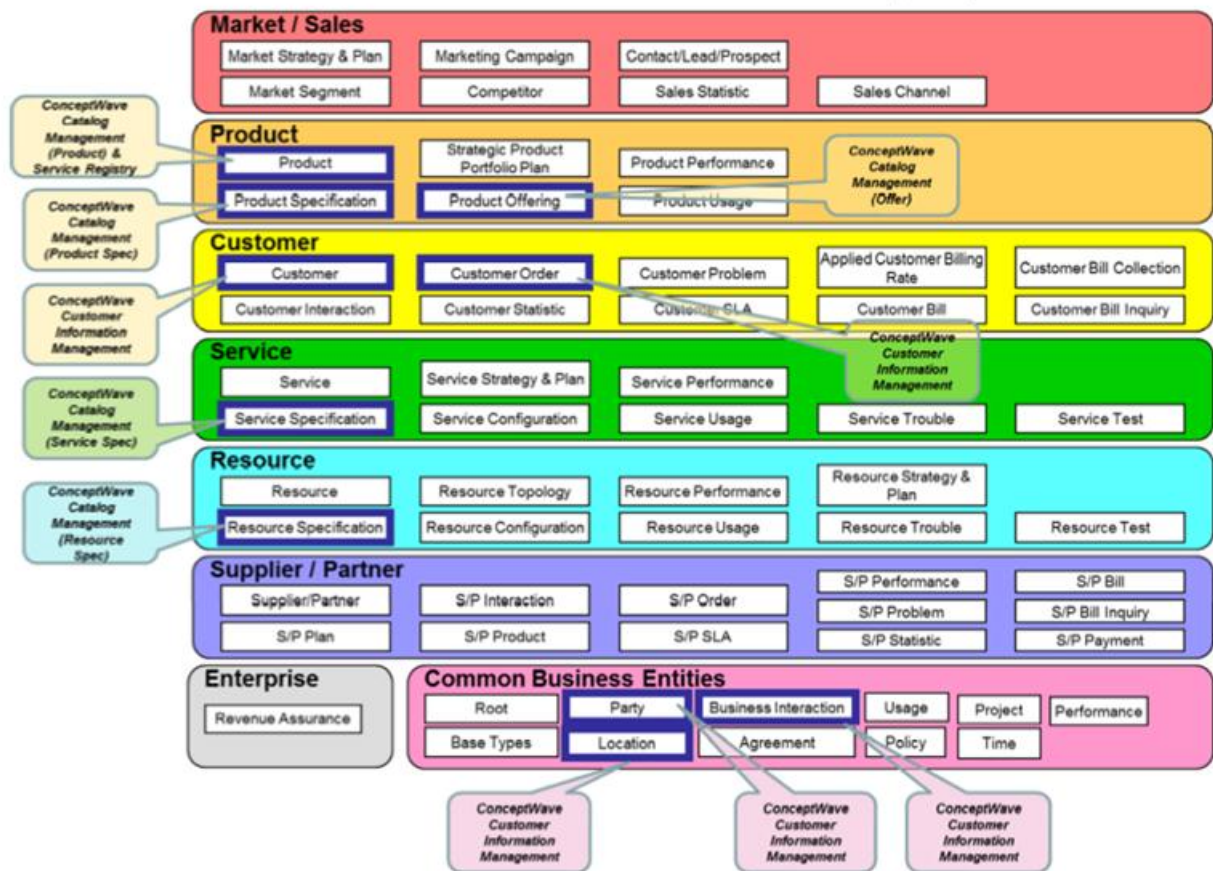 Market / Sales
Market Strategy & Plan
Marketing Campaign
Contact/Lead/Prospect
Market Segment
Competitor
Sales Statistic
Sales Channel
ConceptWave
Catalog
Management
(Product) &
Service Registry
Product
Product
Strategic Product
Portfolio Plan
Product Performance
ConceptWave
Catalog
Management
(Offer)
Product Specification
Product Offering
Product Usage
ConceptWave
Catalog
Management
(Product Spec)
Customer
Customer
Customer Order
Customer Problem
Applied Customer Billing
Rate
Customer Bill Collection
Customer Interaction
Customer Statistic
Customer SLA
Customer Bill
Customer Bill Inquiry
ConceptWave
Customer
Information
Management
ConceptWave
Customer
Information
Management
Service
Service
Service Strategy & Plan
Service Performance
Service Specification
Service Configuration
Service Usage
Service Trouble
Service Test
ConceptWave
Catalog
Management
(Service Spec)
Resource
Resource
Resource Topology
Resource Performance
Resource Strategy &
Plan
Resource Specification
Resource Configuration
Resource Usage
Resource Trouble
Resource Test
ConceptWave
Catalog
Management
(Resource
Spec)
Supplier / Partner
Supplier/Partner
S/P Interaction
S/P Order
S/P Performance
S/P Bill
S/P Problem
S/P Bill Inquiry
S/P Plan
S/P Product
S/P SLA
S/P Statistic
S/P Payment
Enterprise
Revenue Assurance
Common Business Entities
Root
Party
Business Interaction
Usage
Project
Performance
Base Types
Location
Agreement
Policy
Time
ConceptWave
Customer
Information
Management
ConceptWave
Customer
Information
Management
ConceptWave
Customer
Information
Management